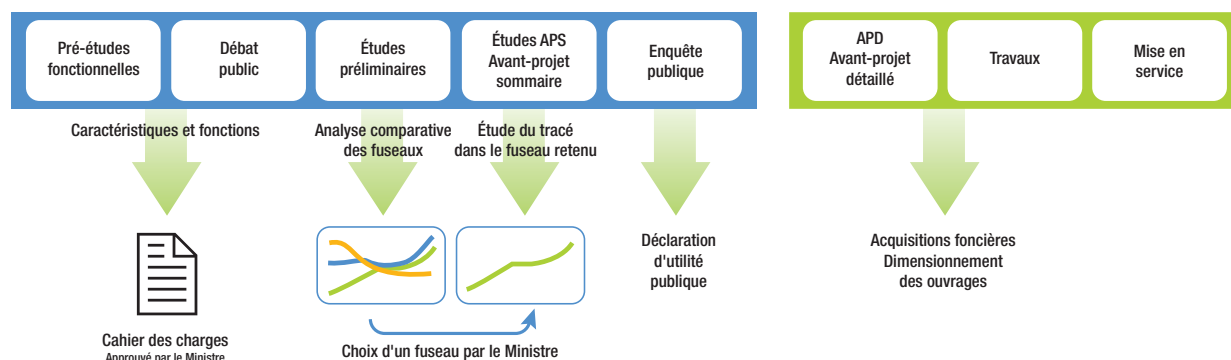 Pré-études
fonctionnelles
Débat
public
Études
préliminaires
Études APS
Avant-projet
sommaire
Enquête
publique
APD
Avant-projet
détaillé
Travaux
Mise en
service
Caractéristiques et fonctions
Analyse comparative
des fuseaux
Étude du tracé
dans le fuseau retenu
Déclaration
d'utilité
publique
Acquisitions foncières
Dimensionnement
des ouvrages
Cahier des charges
Approuvé par le Ministre
Choix d'un fuseau par le Ministre